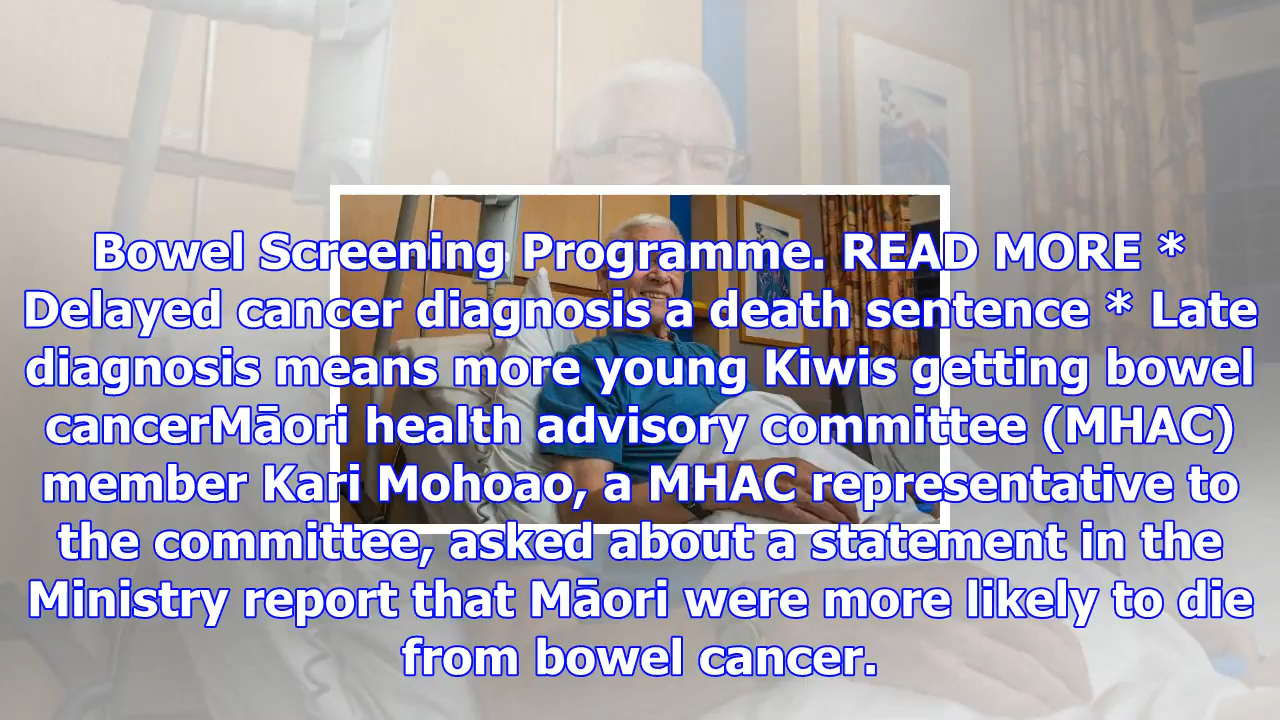 Bowel Screening Programme. READ MORE *
Delayed cancer diagnosis a death sentence * Late
diagnosis means more young Kiwis getting bowel
cancerMāori health advisory committee (MHAC)
member Kari Mohoao, a MHAC representative to
the committee, asked about a statement in the
Ministry report that Māori were more likely to die
from bowel cancer.